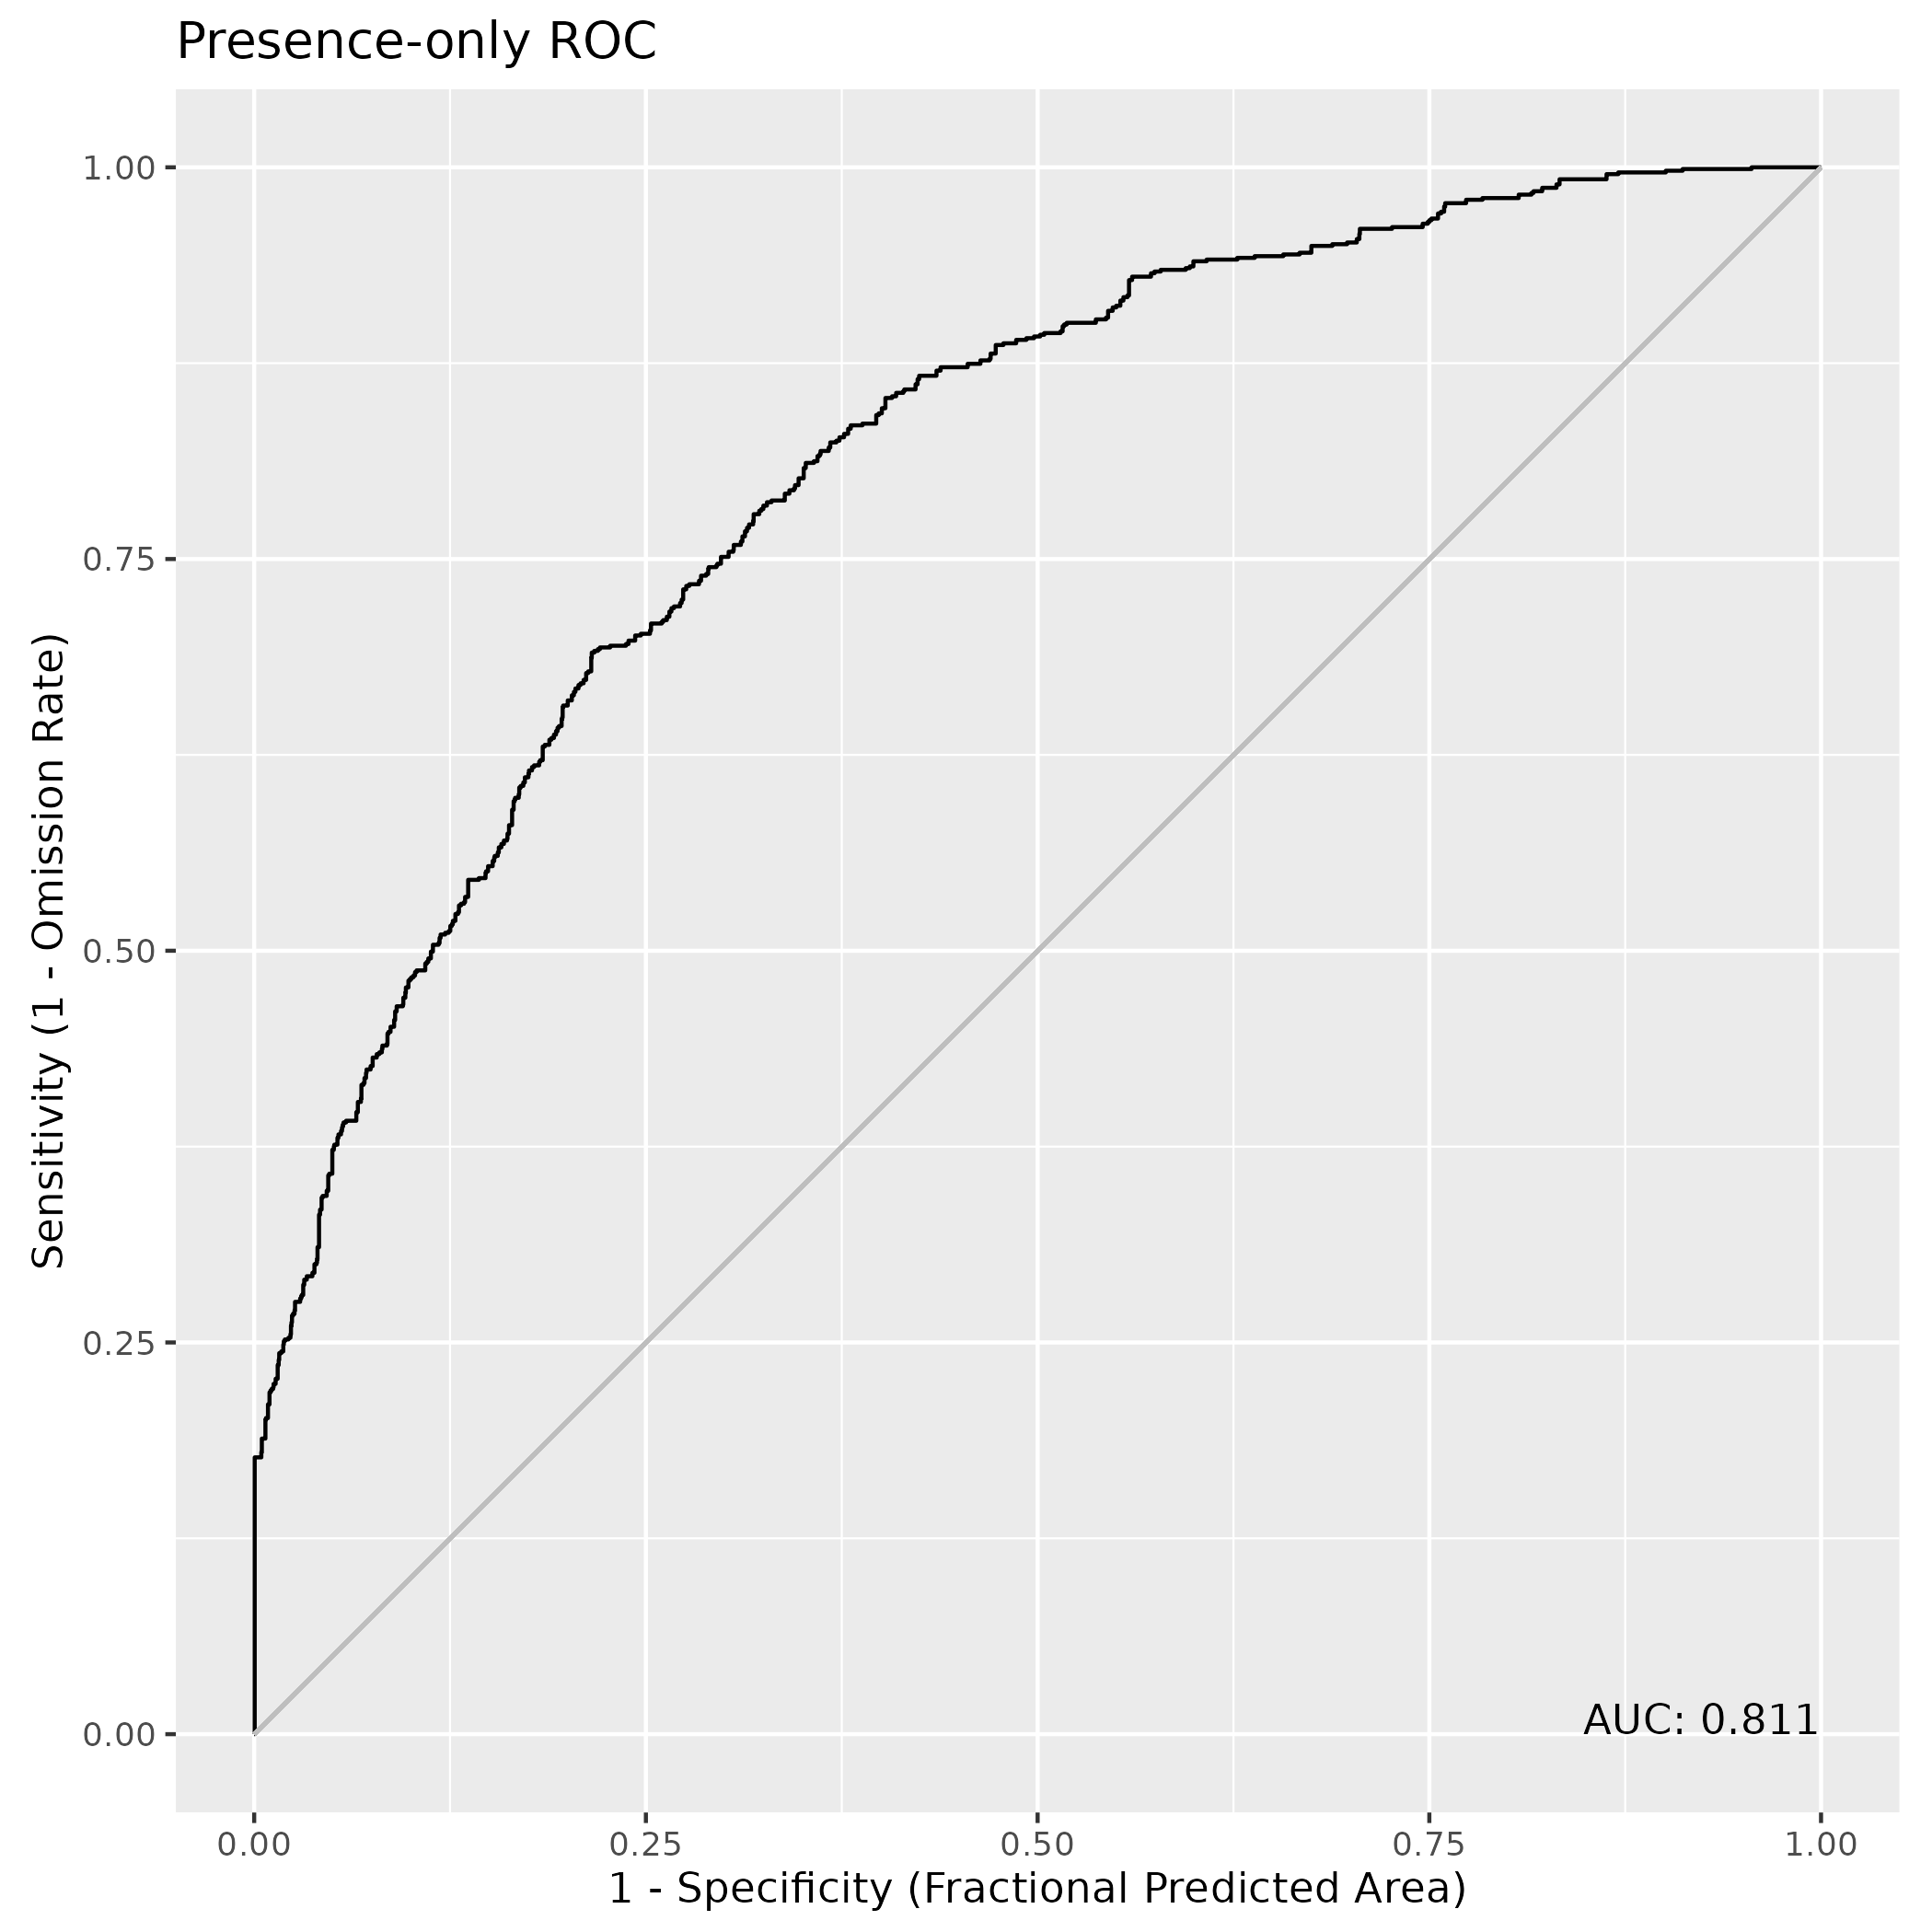 Presence-only ROC
Sensitivity (1 - Omission Rate)
1.00
0.75
0.50
0.25
0.00
AUC: 0.811
0.00 0.25 0.50 0.75 1.00
1 - Specificity (Fractional Predicted Area)